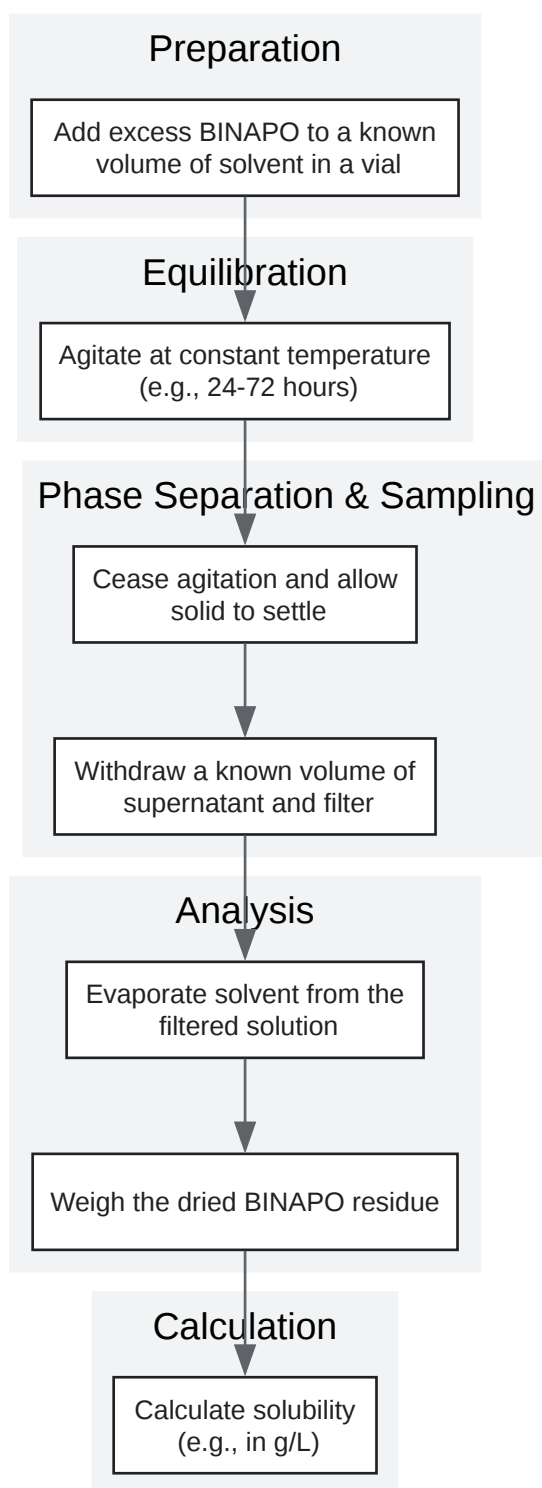 Preparation
Add excess BINAPO to a known
volume of solvent in a vial
Equilibration
Agitate at constant temperature
(e.g., 24-72 hours)
Phase Separation & Sampling
Cease agitation and allow
solid to settle
Withdraw a known volume of
supernatant and filter
Analysis
Evaporate solvent from the
filtered solution
Weigh the dried BINAPO residue
Calculation
Calculate solubility
(e.g., in g/L)